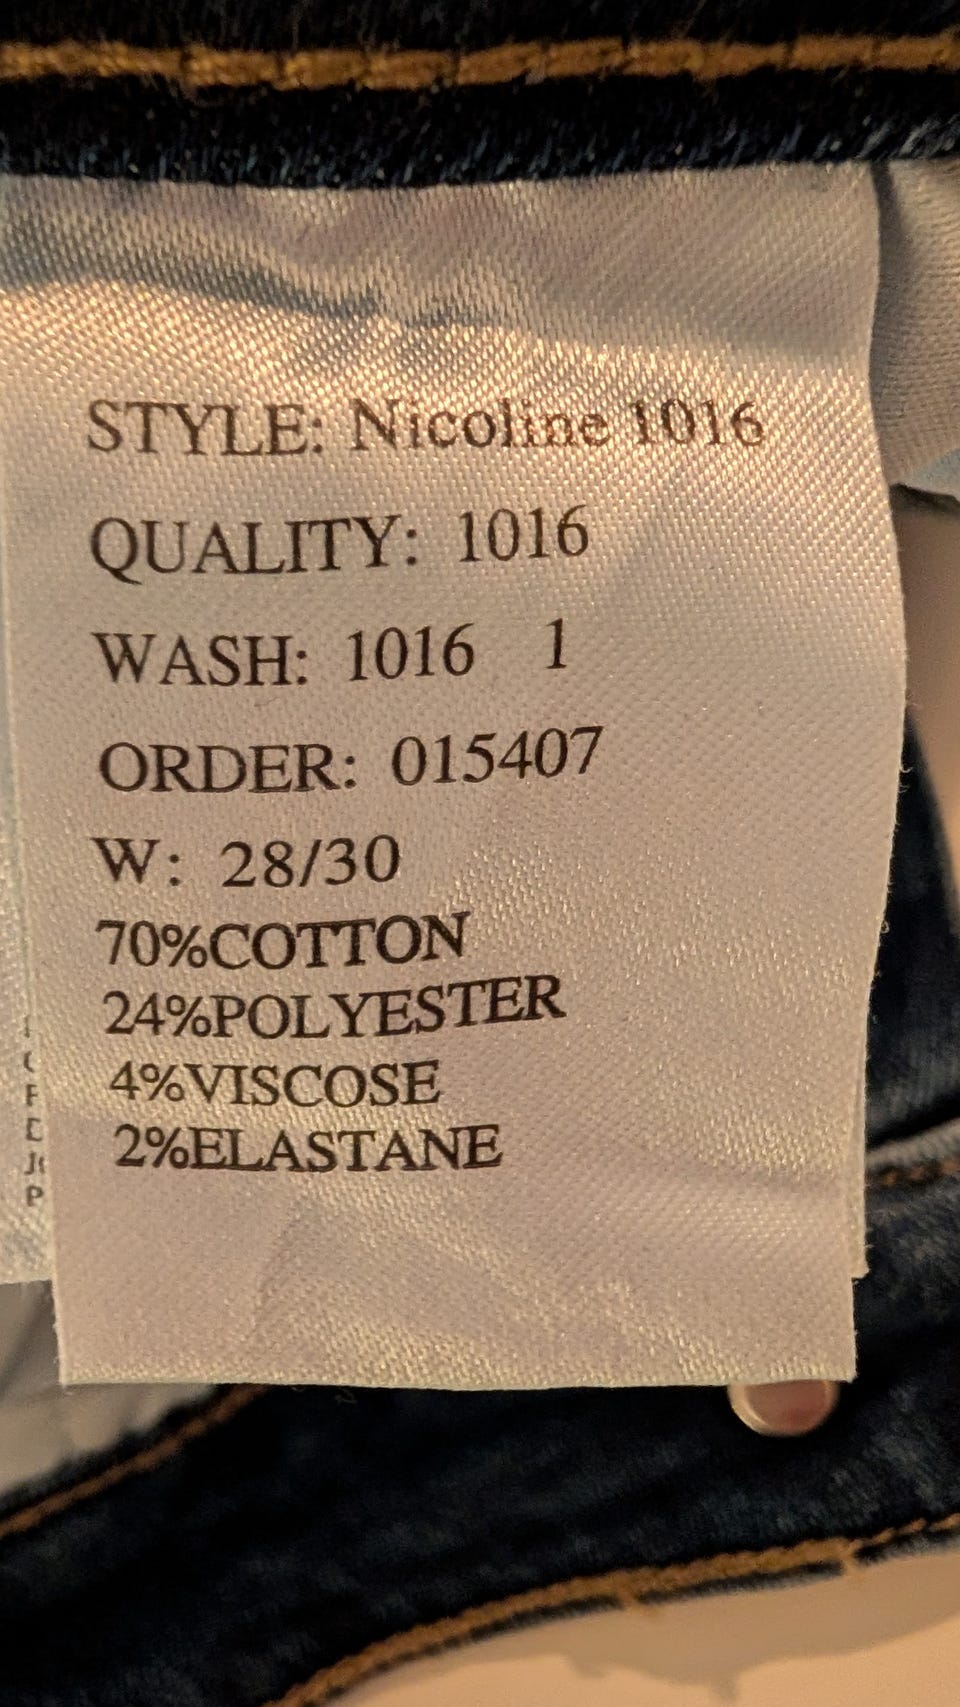 STYLE: Nicoline 1016
QUALITY: 1016
WASH: 1016 1
ORDER: 015407
W: 28/30
70%COTTON
24%POLYESTER
4%VISCOSE
2%ELASTANE